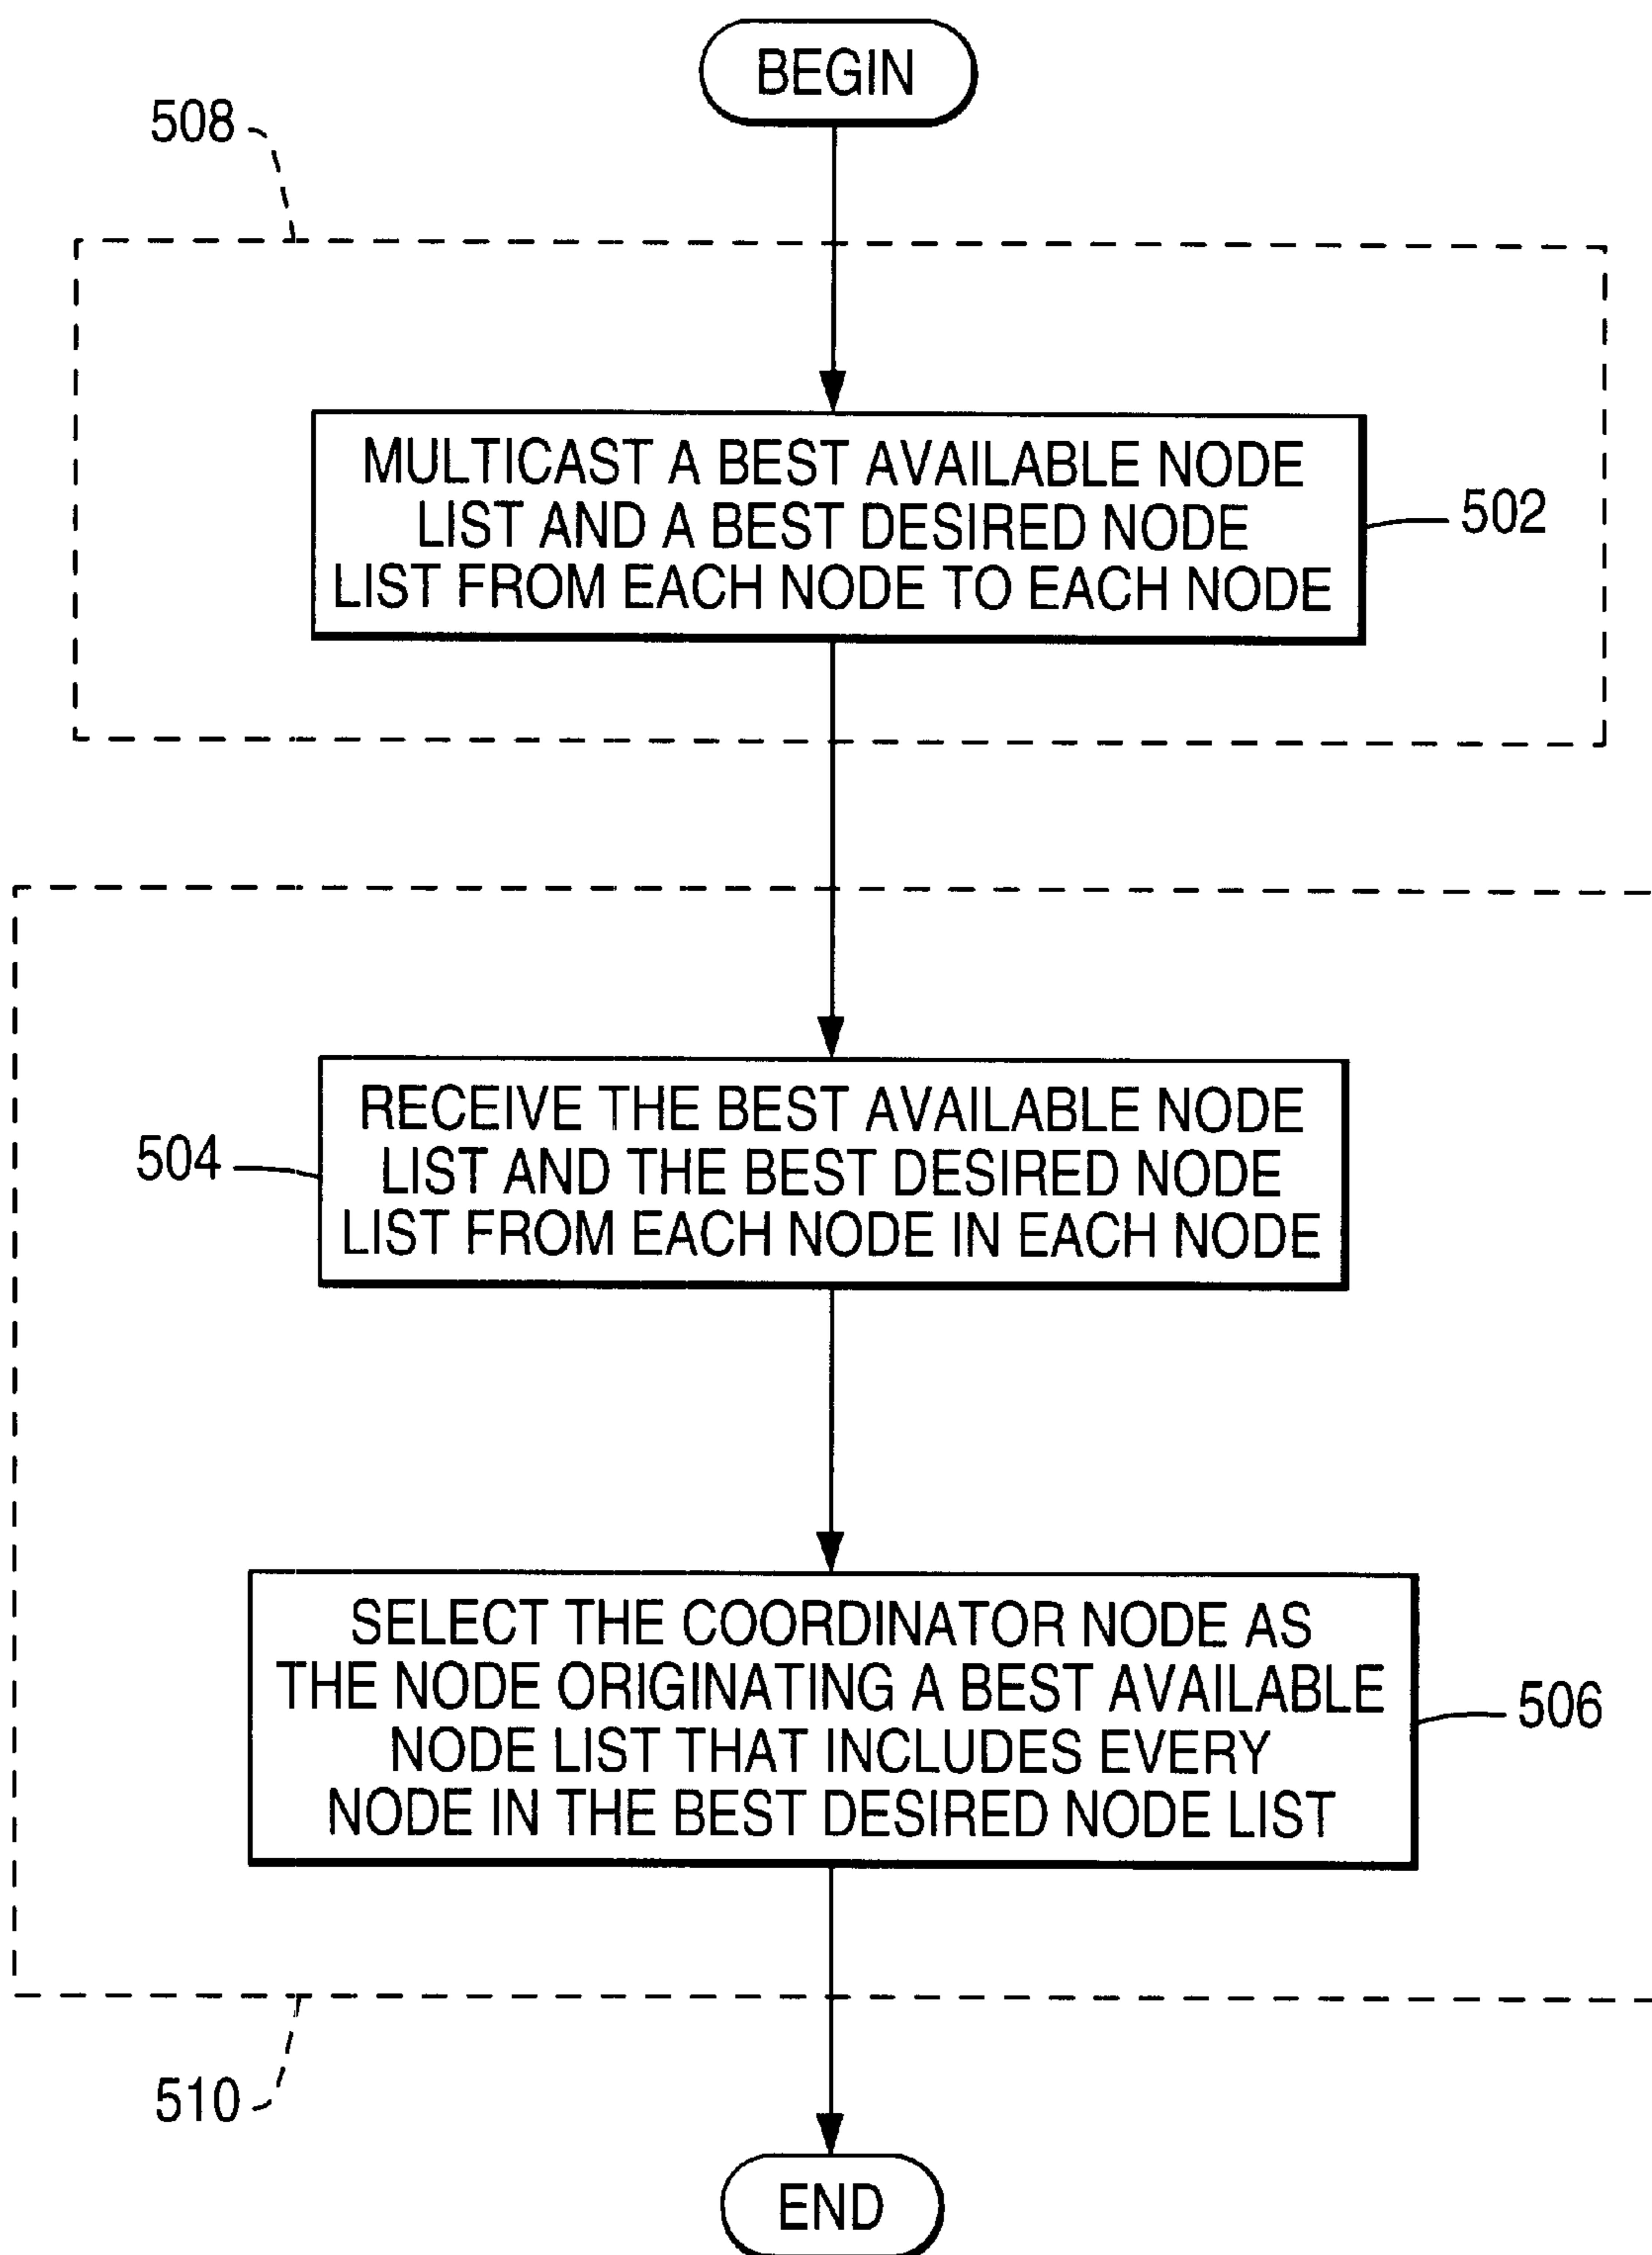 BEGIN
508
MULTICAST A BEST AVAILABLE NODE
LIST AND A BEST DESIRED NODE
LIST FROM EACH NODE TO EACH NODE
502
RECEIVE THE BEST AVAILABLE NODE
LIST AND THE BEST DESIRED NODE
LIST FROM EACH NODE IN EACH NODE
504
SELECT THE COORDINATOR NODE AS
THE NODE ORIGINATING A BEST AVAILABLE
NODE LIST THAT INCLUDES EVERY
NODE IN THE BEST DESIRED NODE LIST
506
510
END